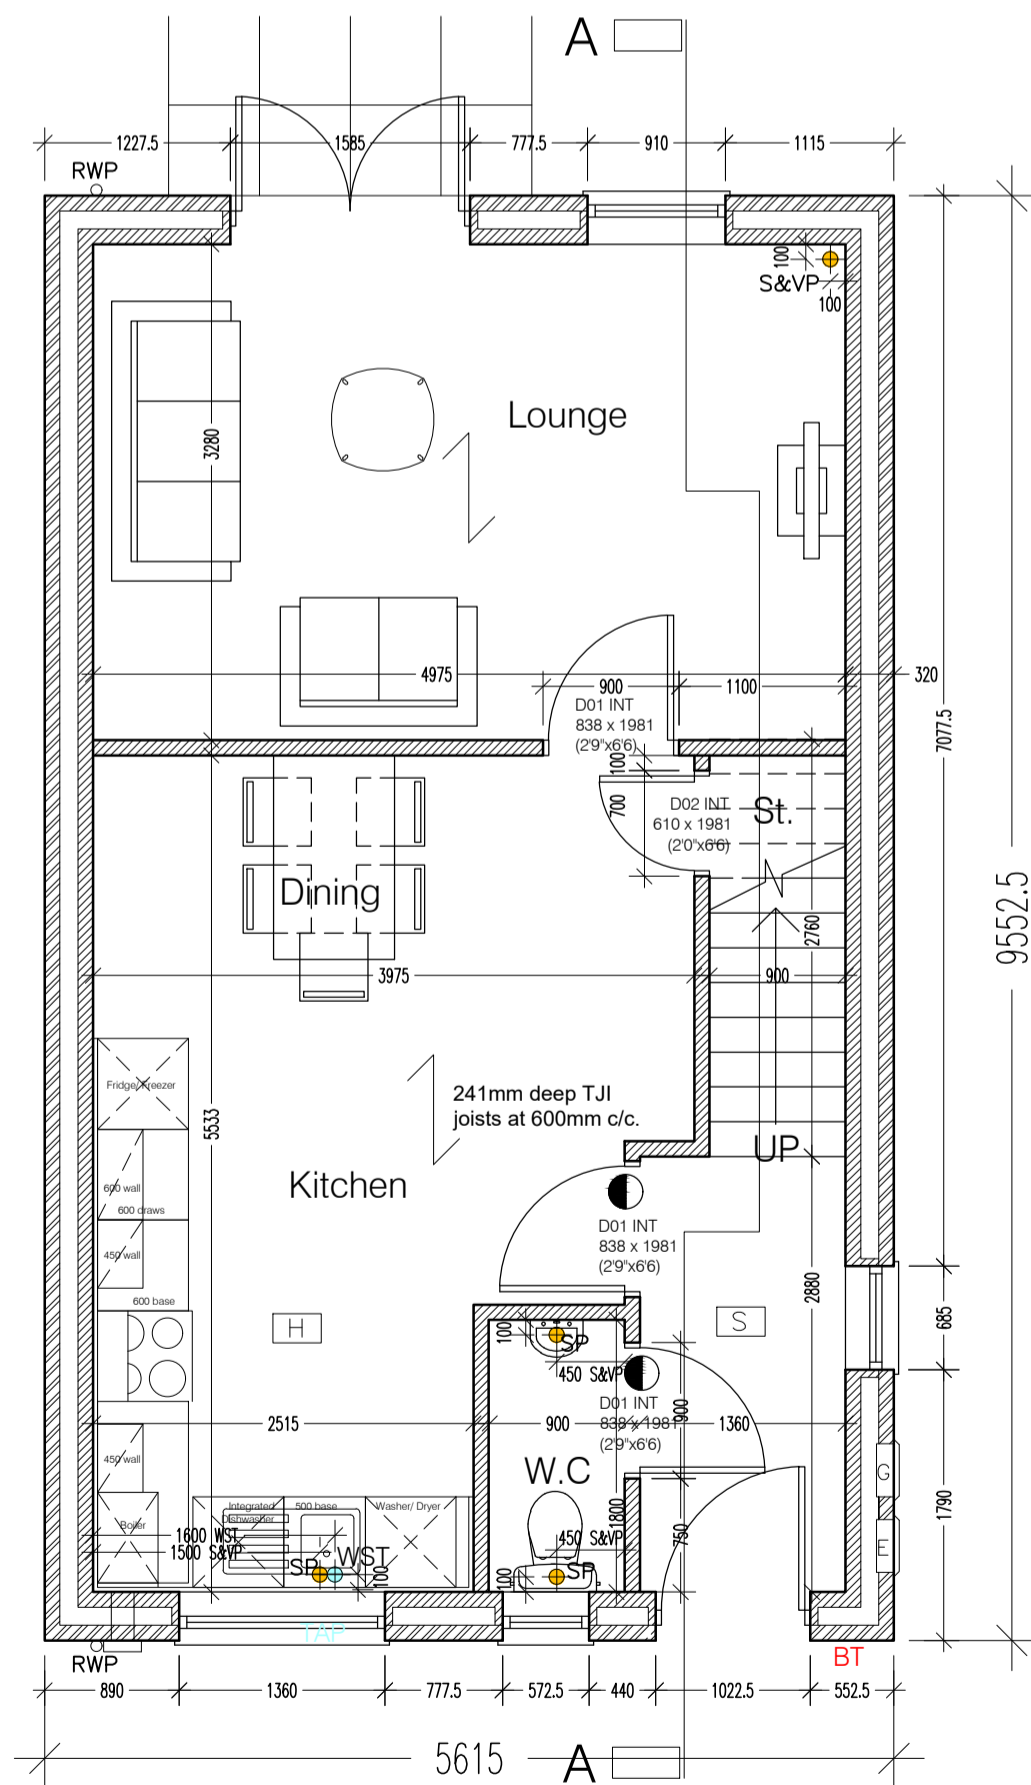 A
1227.5
1585
777.5
910
1115
RWP
100
S&VP
100
Lounge
3280
4975
900
1100
320
D01 INT
838 x 1981
(2'9"x6'6)
7077.5
100
700
D02 INT
610 x 1981
(2'0"x6'6)
St.
Dining
2760
9552.5
3975
900
Fridge/Freezer
241mm deep TJI
joists at 600mm c/c.
5533
UP
Kitchen
600 wall
600 draws
D01 INT
838 x 1981
(2'9"x6'6)
450 wall
2880
600 base
685
H
S
100
SP
450 S&VP
D01 INT
838 x 1981
(2'9"x6'6)
900
2515
900
1360
450 wall
W.C
G
Integrated
Dishwasher
500 base
Washer/ Dryer
Boiler
1800
1790
1600 WST
1500 S&VP
450 S&VP
750
E
SP
WST
100
100
SP
TAP
BT
RWP
890
1360
777.5
572.5
440
1022.5
552.5
5615
A